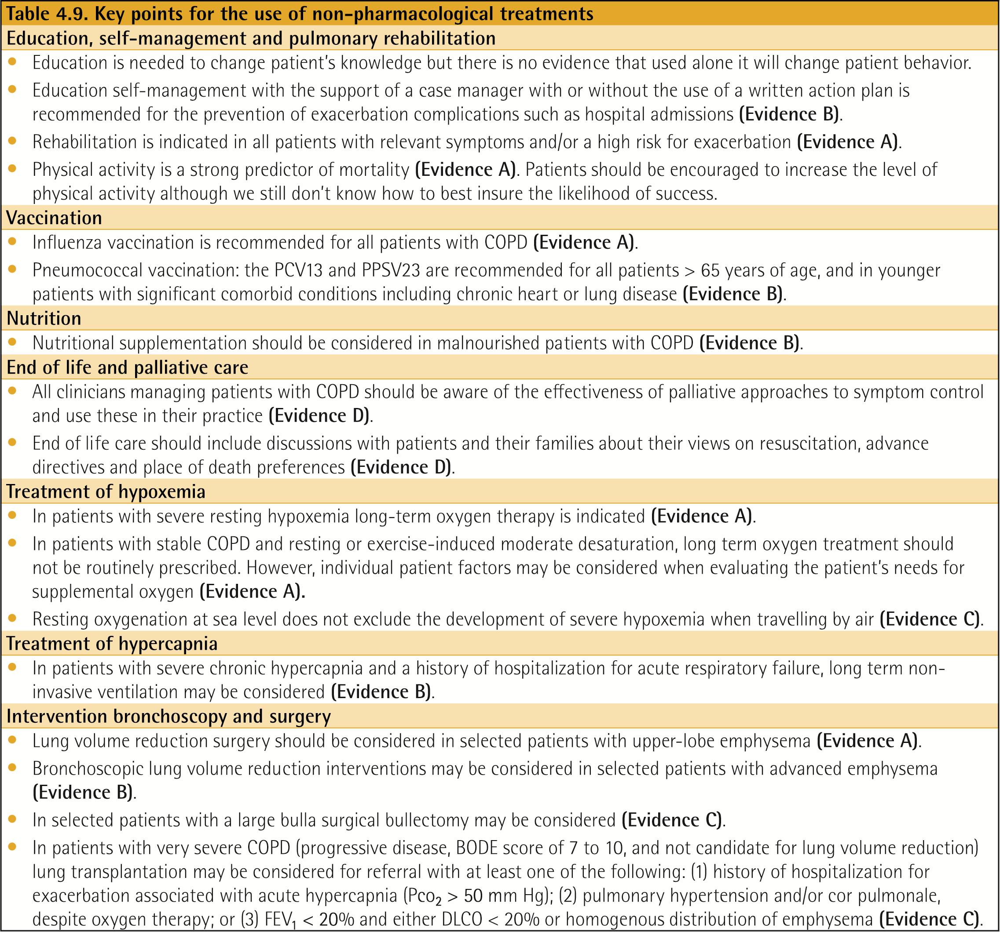 Table 4.9. Key points for the use of non-pharmacological treatments
Education, self-management and pulmonary rehabilitation
• Education is needed to change patient’s knowledge but there is no evidence that used alone it will change patient behavior.
• Education self-management with the support of a case manager with or without the use of a written action plan is
recommended for the prevention of exacerbation complications such as hospital admissions (Evidence B).
• Rehabilitation is indicated in all patients with relevant symptoms and/or a high risk for exacerbation (Evidence A).
• Physical activity is a strong predictor of mortality (Evidence A). Patients should be encouraged to increase the level of
physical activity although we still don’t know how to best insure the likelihood of success.
Vaccination
• Influenza vaccination is recommended for all patients with COPD (Evidence A).
• Pneumococcal vaccination: the PCV13 and PPSV23 are recommended for all patients > 65 years of age, and in younger
patients with significant comorbid conditions including chronic heart or lung disease (Evidence B).
Nutrition
• Nutritional supplementation should be considered in malnourished patients with COPD (Evidence B).
End of life and palliative care
• All clinicians managing patients with COPD should be aware of the effectiveness of palliative approaches to symptom control
and use these in their practice (Evidence D).
• End of life care should include discussions with patients and their families about their views on resuscitation, advance
directives and place of death preferences (Evidence D).
Treatment of hypoxemia
• In patients with severe resting hypoxemia long-term oxygen therapy is indicated (Evidence A).
• In patients with stable COPD and resting or exercise-induced moderate desaturation, long term oxygen treatment should
not be routinely prescribed. However, individual patient factors may be considered when evaluating the patient’s needs for
supplemental oxygen (Evidence A).
• Resting oxygenation at sea level does not exclude the development of severe hypoxemia when travelling by air (Evidence C).
Treatment of hypercapnia
• In patients with severe chronic hypercapnia and a history of hospitalization for acute respiratory failure, long term non-
invasive ventilation may be considered (Evidence B).
Intervention bronchoscopy and surgery
• Lung volume reduction surgery should be considered in selected patients with upper-lobe emphysema (Evidence A).
• Bronchoscopic lung volume reduction interventions may be considered in selected patients with advanced emphysema
(Evidence B).
• In selected patients with a large bulla surgical bullectomy may be considered (Evidence C).
• In patients with very severe COPD (progressive disease, BODE score of 7 to 10, and not candidate for lung volume reduction)
lung transplantation may be considered for referral with at least one of the following: (1) history of hospitalization for
exacerbation associated with acute hypercapnia (Pco₂ > 50 mm Hg); (2) pulmonary hypertension and/or cor pulmonale,
despite oxygen therapy; or (3) FEV₁ < 20% and either DLCO < 20% or homogenous distribution of emphysema (Evidence C).